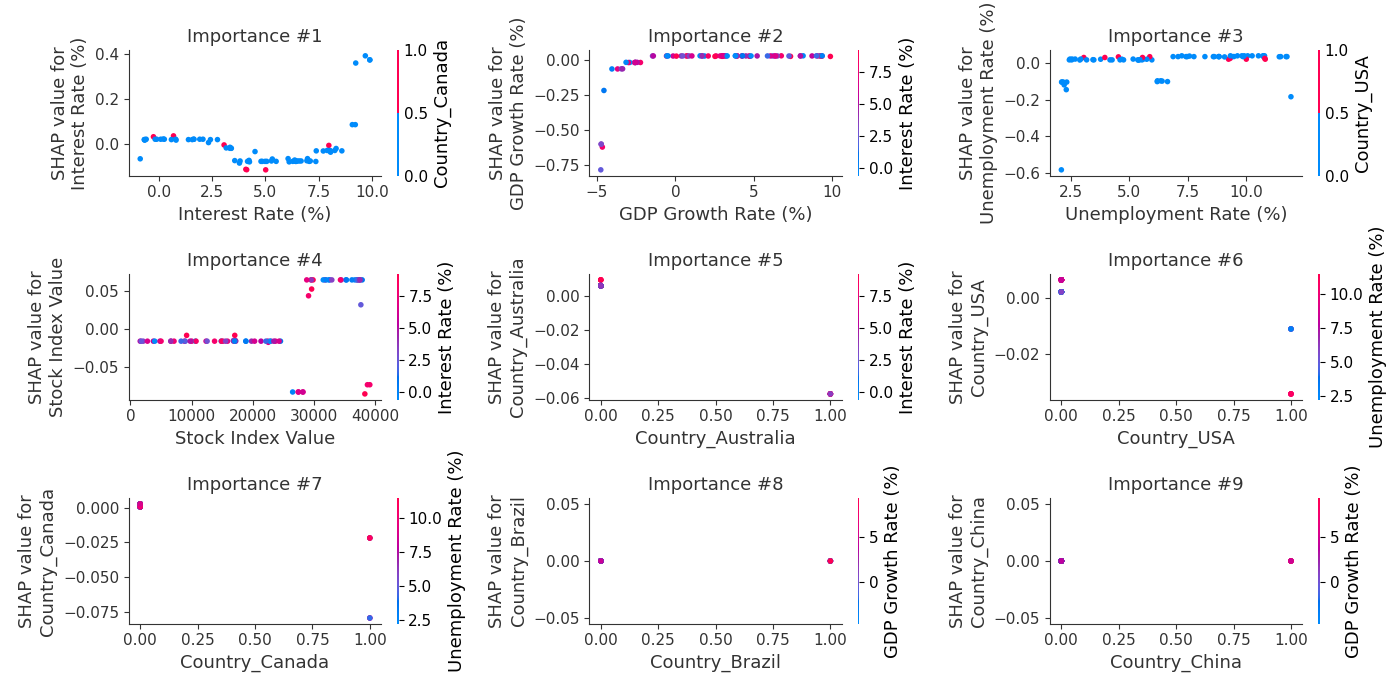 Importance #1
SHAP value for
Interest Rate (%)
0.4
0.2
0.0
0.0
2.5
5.0
7.5
10.0
Interest Rate (%)
1.0
0.5
0.0
Country_Canada
Importance #2
SHAP value for
GDP Growth Rate (%)
0.00
−0.25
−0.50
−0.75
−5
0
5
10
GDP Growth Rate (%)
7.5
5.0
2.5
0.0
Interest Rate (%)
Importance #3
SHAP value for
Unemployment Rate (%)
0.0
−0.2
−0.4
−0.6
2.5
5.0
7.5
10.0
Unemployment Rate (%)
1.0
0.5
0.0
Country_USA
Importance #4
SHAP value for
Stock Index Value
0.05
0.00
−0.05
0
10000
20000
30000
40000
Stock Index Value
7.5
5.0
2.5
0.0
Interest Rate (%)
Importance #5
SHAP value for
Country_Australia
0.00
−0.02
−0.04
−0.06
0.00
0.25
0.50
0.75
1.00
Country_Australia
7.5
5.0
2.5
0.0
Interest Rate (%)
Importance #6
SHAP value for
Country_USA
0.00
−0.02
0.00
0.25
0.50
0.75
1.00
Country_USA
10.0
7.5
5.0
2.5
Unemployment Rate (%)
Importance #7
SHAP value for
Country_Canada
0.000
−0.025
−0.050
−0.075
0.00
0.25
0.50
0.75
1.00
Country_Canada
10.0
7.5
5.0
2.5
Unemployment Rate (%)
Importance #8
SHAP value for
Country_Brazil
0.05
0.00
−0.05
0.00
0.25
0.50
0.75
1.00
Country_Brazil
5
0
GDP Growth Rate (%)
Importance #9
SHAP value for
Country_China
0.05
0.00
−0.05
0.00
0.25
0.50
0.75
1.00
Country_China
5
0
GDP Growth Rate (%)